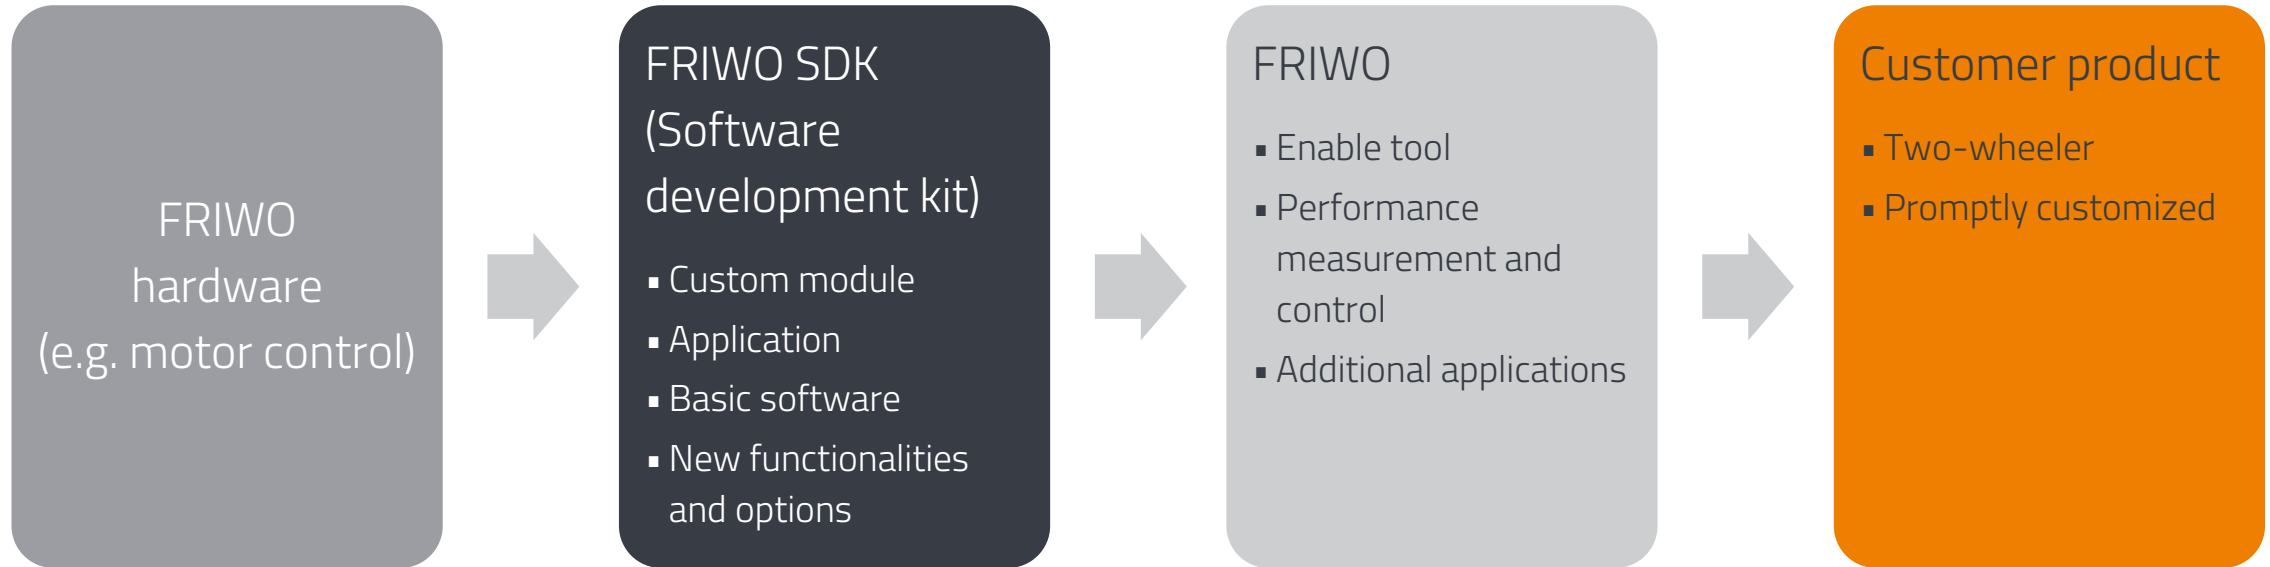 FRIWO
hardware
(e.g. motor control)
FRIWO SDK
(Software
development kit)
▪ Custom module
▪ Application
▪ Basic software
▪ New functionalities
and options
FRIWO
▪ Enable tool
▪ Performance
measurement and
control
▪ Additional applications
Customer product
▪ Two-wheeler
▪ Promptly customized